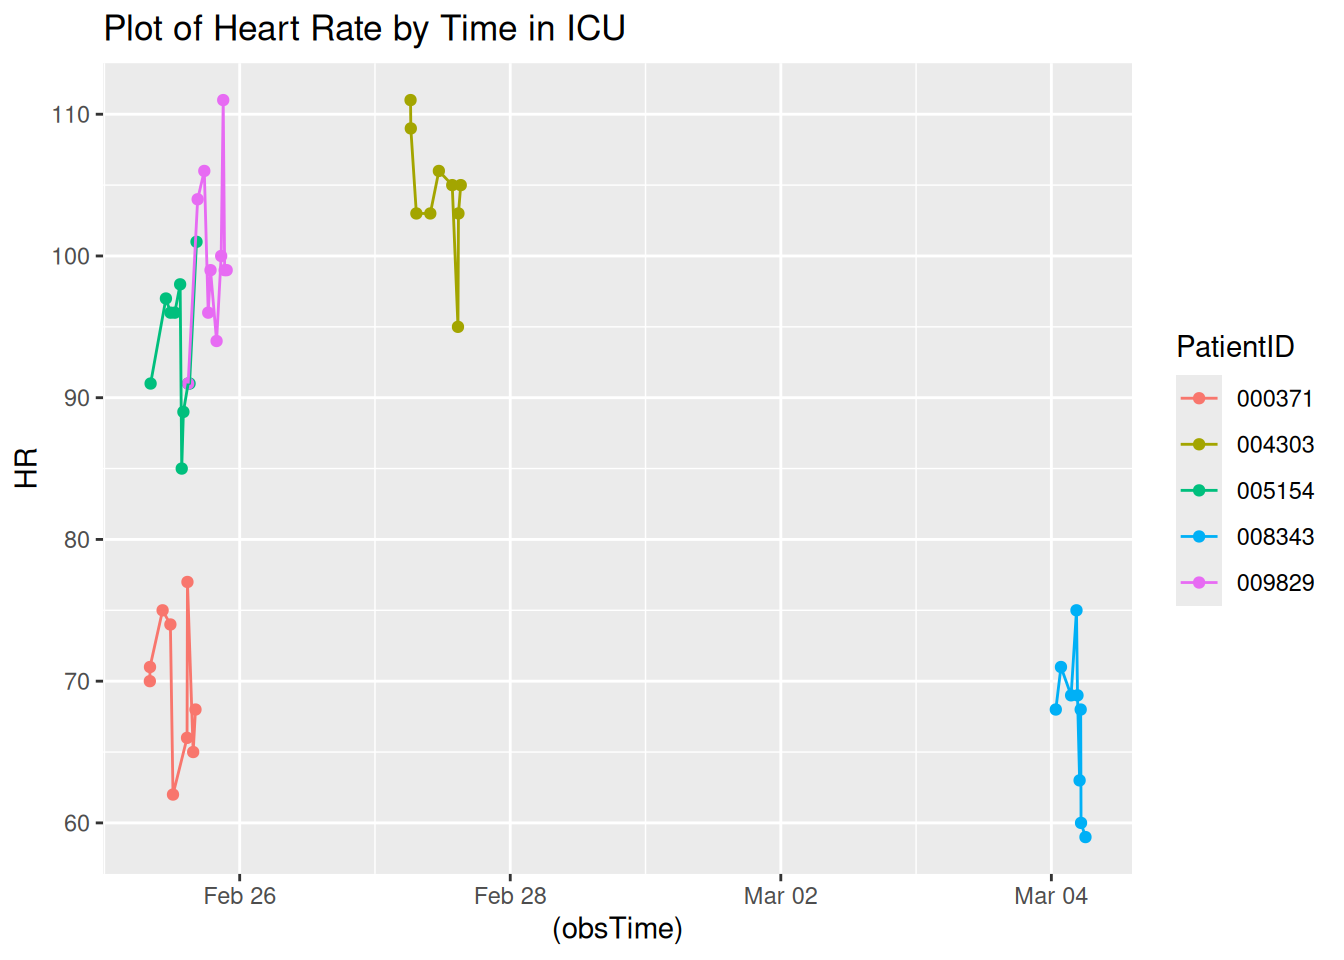 Plot of Heart Rate by Time in ICU
110
100
90
80
70
60
HR
Feb 26
Feb 28
Mar 02
Mar 04
(obsTime)
PatientID
000371
004303
005154
008343
009829